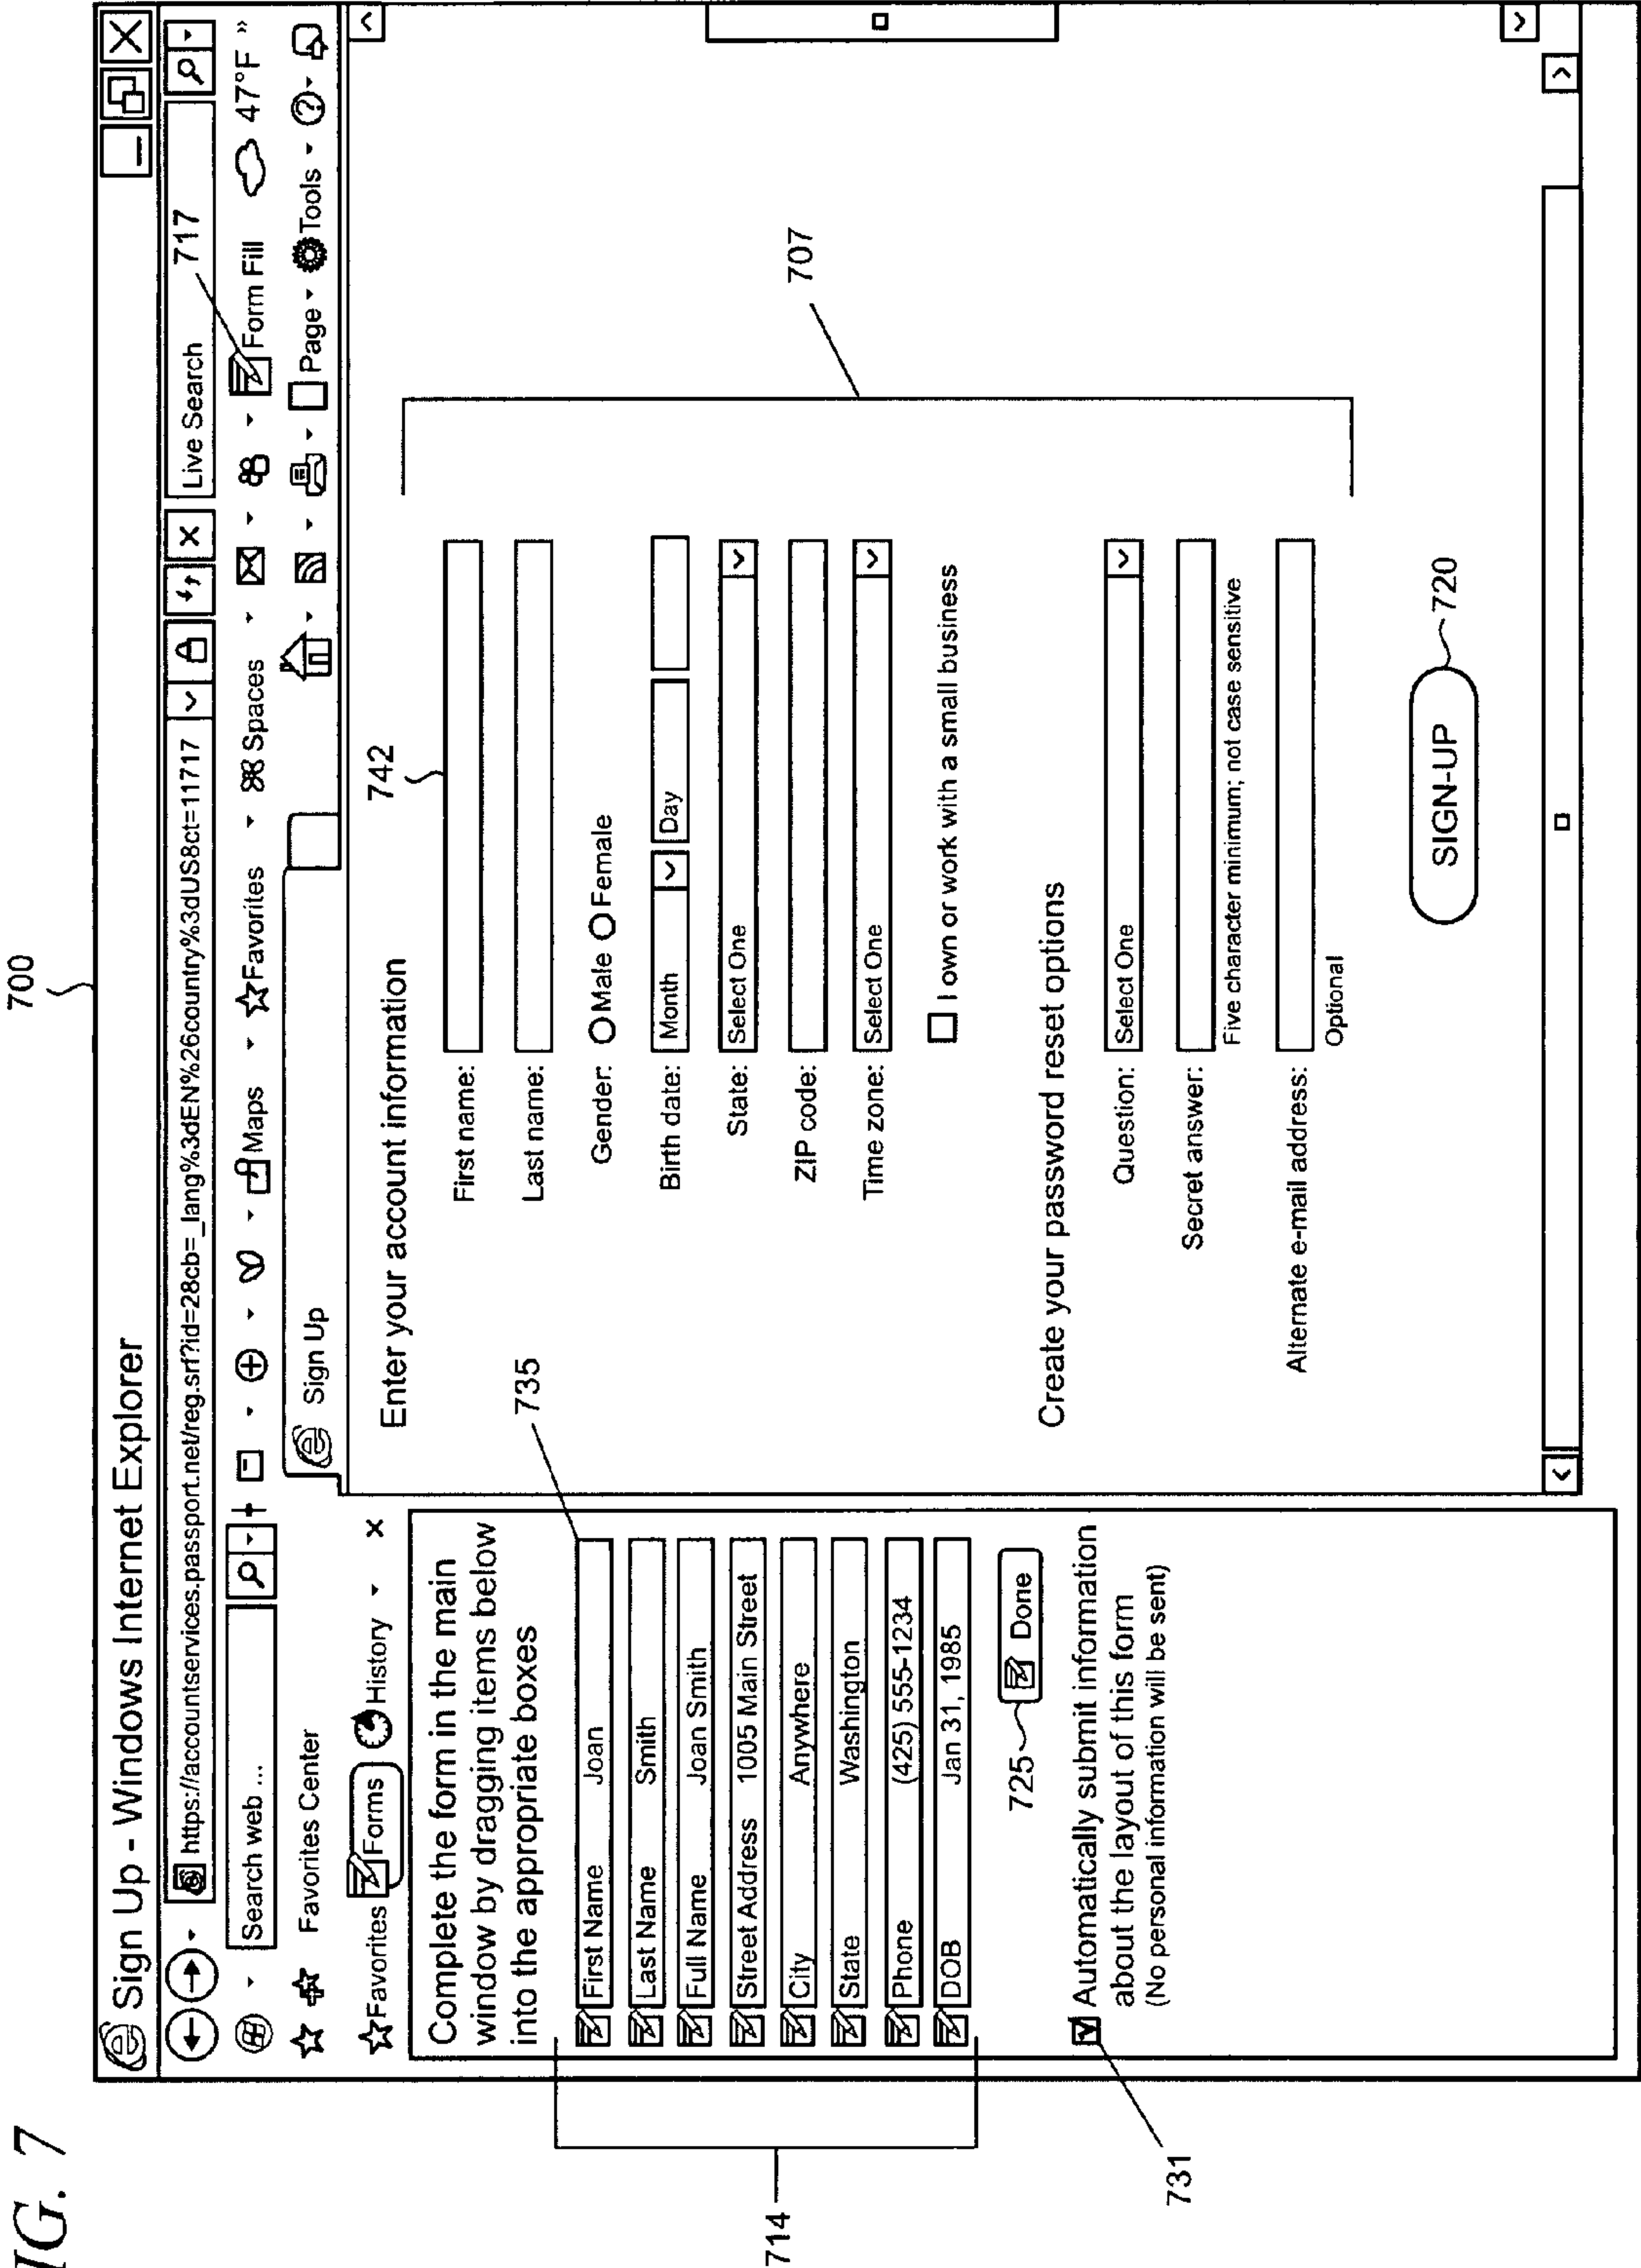 IG. 7
700
Sign Up - Windows Internet Explorer
https://accountservices.passport.net/reg.srf?id=28cb=_lang%3dEN%26country%3dUS8ct=11717
Live Search
717
Search web ...
Maps
Favorites
Spaces
Form Fill
47°F »
Favorites Center
Sign Up
Page
Tools
Favorites
Forms
History
Complete the form in the main
window by dragging items below
into the appropriate boxes
735
714
First Name Joan
Last Name Smith
Full Name Joan Smith
Street Address 1005 Main Street
City Anywhere
State Washington
Phone (425) 555-1234
DOB Jan 31, 1985
725
Done
731
Automatically submit information
about the layout of this form
(No personal information will be sent)
Enter your account information
742
707
First name:
Last name:
Gender: Male Female
Birth date: Month Day
State: Select One
ZIP code:
Time zone: Select One
I own or work with a small business
Create your password reset options
Question: Select One
Secret answer:
Five character minimum; not case sensitive
Alternate e-mail address:
Optional
SIGN-UP
720